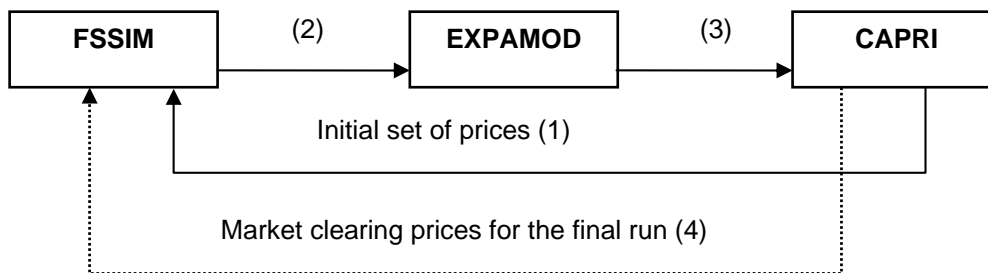 FSSIM (2) EXPAMOD (3) CAPRI
Initial set of prices (1)
Market clearing prices for the final run (4)